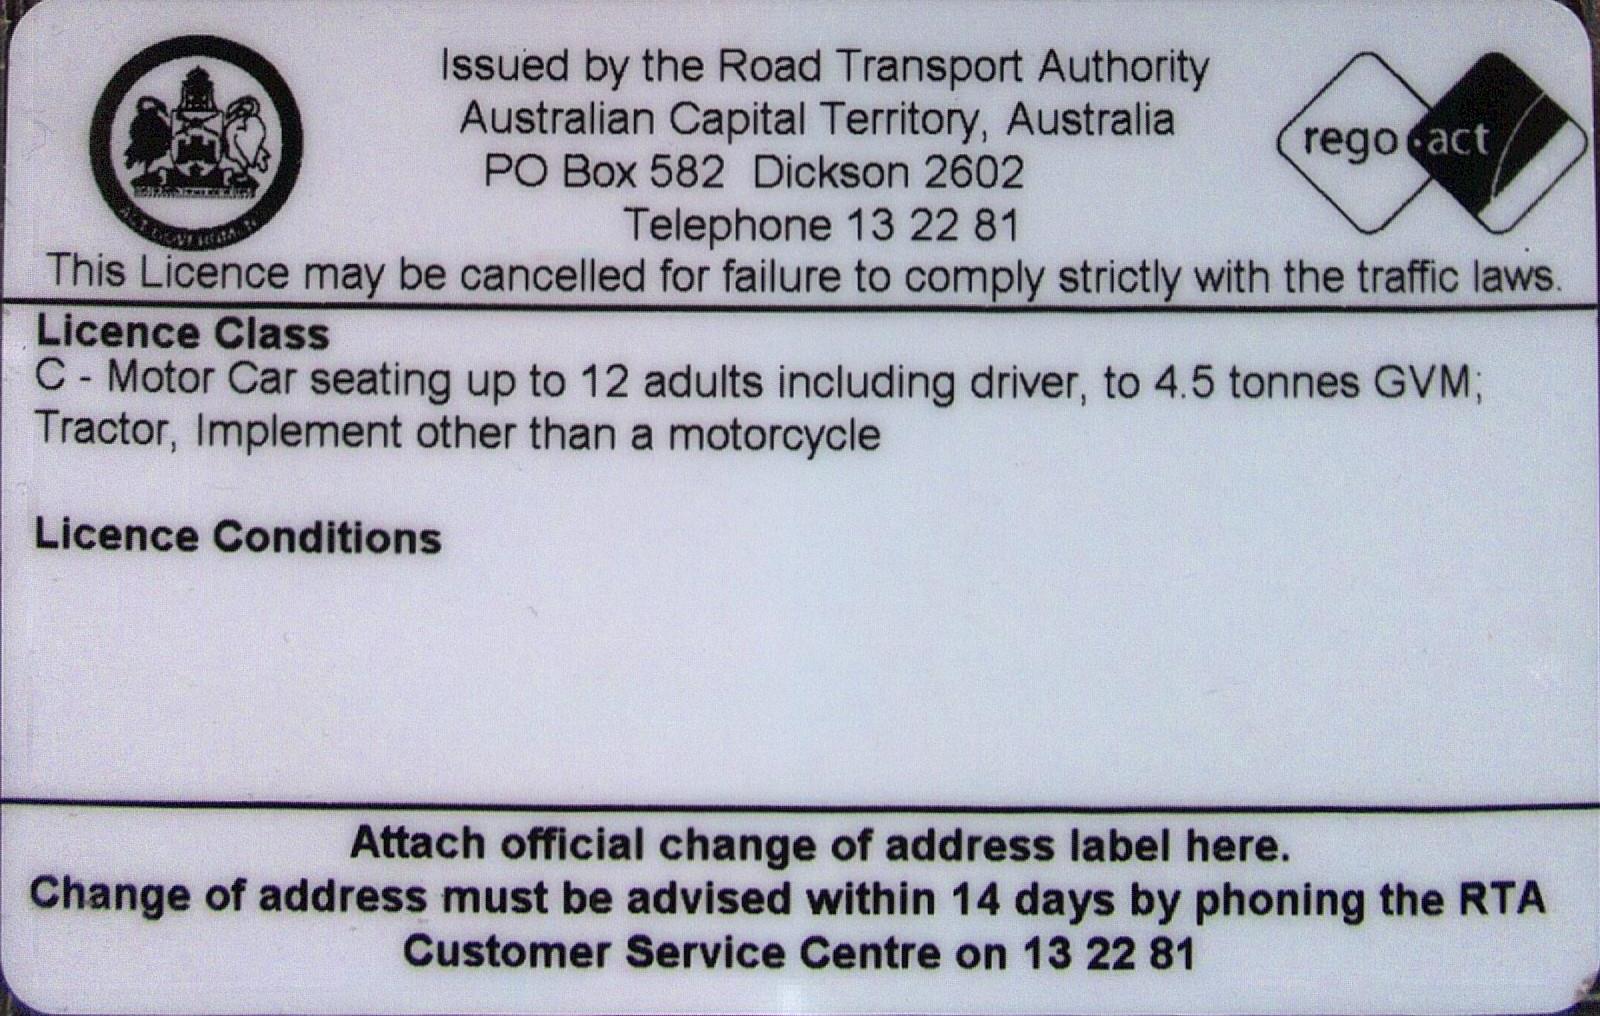 Issued by the Road Transport Authority
Australian Capital Territory, Australia
PO Box 582 Dickson 2602
Telephone 13 22 81
rego·act
This Licence may be cancelled for failure to comply strictly with the traffic laws.
Licence Class
C - Motor Car seating up to 12 adults including driver, to 4.5 tonnes GVM;
Tractor, Implement other than a motorcycle
Licence Conditions
Attach official change of address label here.
Change of address must be advised within 14 days by phoning the RTA
Customer Service Centre on 13 22 81